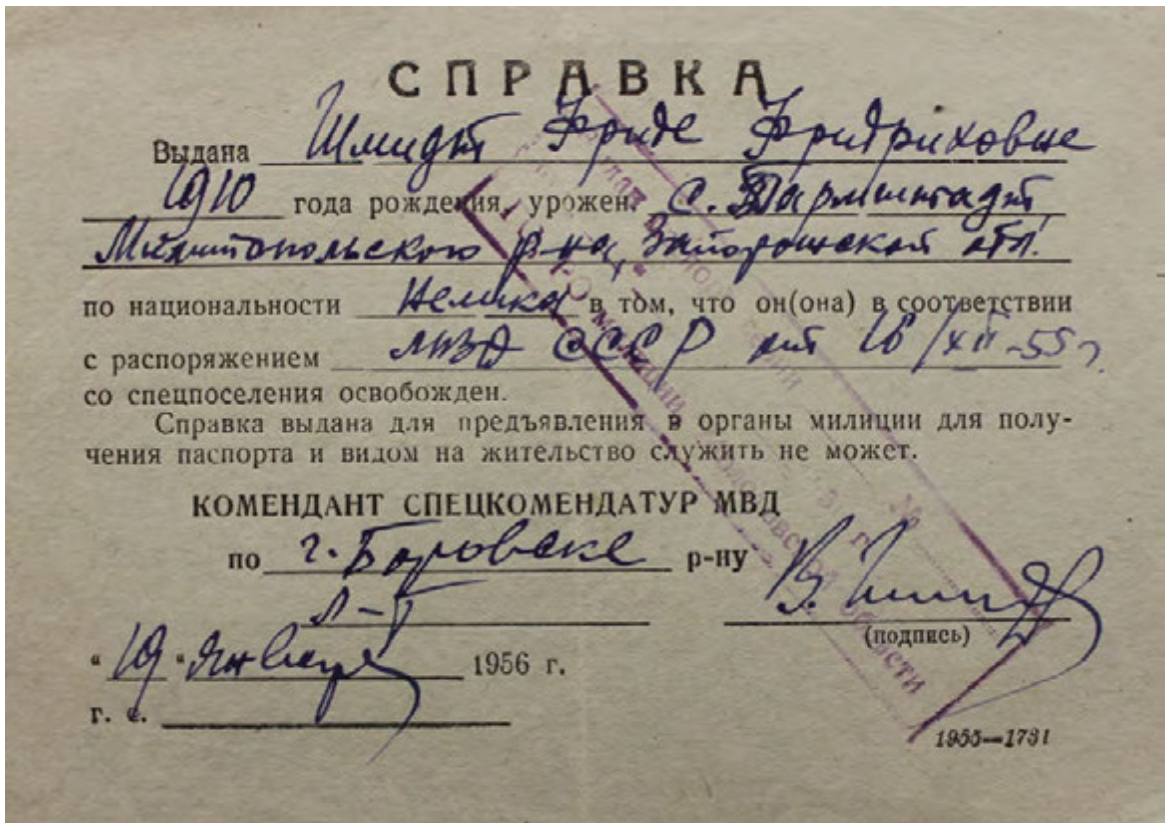 СПРАВКА
Выдана Шмидт Фриде Фридриховне
1910 года рождения, урожен. С. Дармштадт
Мелитопольского р-на, Запорожской обл.
по национальности Немка в том, что он(она) в соответствии
с распоряжением МВД СССР от /XII-55 г.
со спецпоселения освобожден.
Справка выдана для предъявления в органы милиции для полу-
чения паспорта и видом на жительство служить не может.
КОМЕНДАНТ СПЕЦКОМЕНДАТУР МВД
по г. Боровске р-ну
(подпись)
„19" Января 1956 г.
г. с.
1955—1731
милиции области